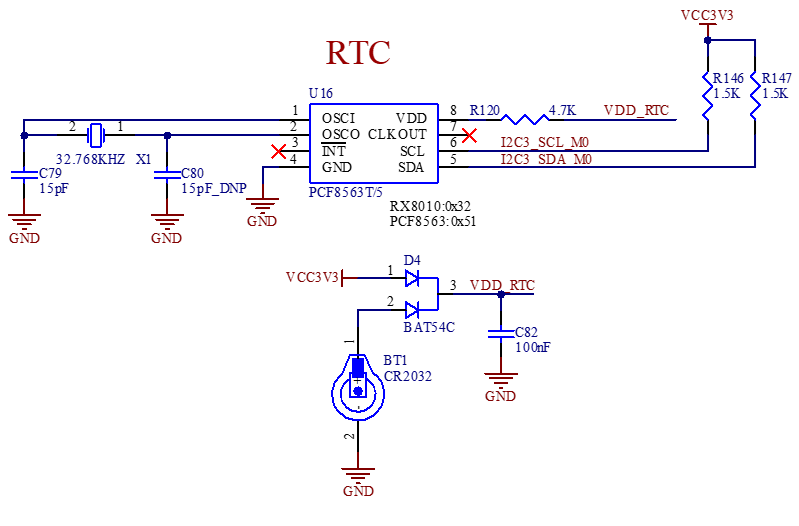 VCC3V3
RTC
R146
1.5K
R147
1.5K
U16
1
OSCI
VDD
8
R120
4.7K
VDD_RTC
2
1
2
OSCO
CLKOUT
7
3
INT
SCL
6
I2C3_SCL_M0
4
GND
SDA
5
I2C3_SDA_M0
32.768KHZ
X1
C79
15pF
C80
15pF_DNP
PCF8563T/5
RX8010:0x32
PCF8563:0x51
GND
GND
GND
D4
VCC3V3
1
2
3
VDD_RTC
BAT54C
C82
100nF
1
BT1
CR2032
+
-
2
GND
GND